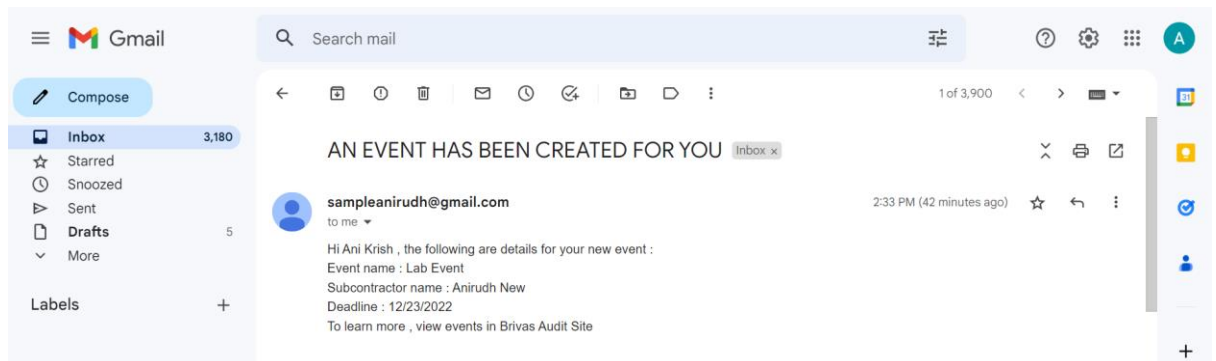 Gmail
Search mail
A
Compose
1 of 3,900
31
Inbox 3,180
Starred
Snoozed
Sent
Drafts 5
More
Labels +
AN EVENT HAS BEEN CREATED FOR YOU Inbox x
sampleanirudh@gmail.com 2:33 PM (42 minutes ago)
to me
Hi Ani Krish , the following are details for your new event :
Event name : Lab Event
Subcontractor name : Anirudh New
Deadline : 12/23/2022
To learn more , view events in Brivas Audit Site